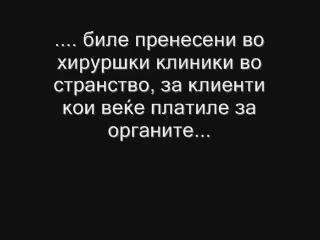 .... биле пренесени во
хируршки клиники во
странство, за клиенти
кои веќе платиле за
органите...